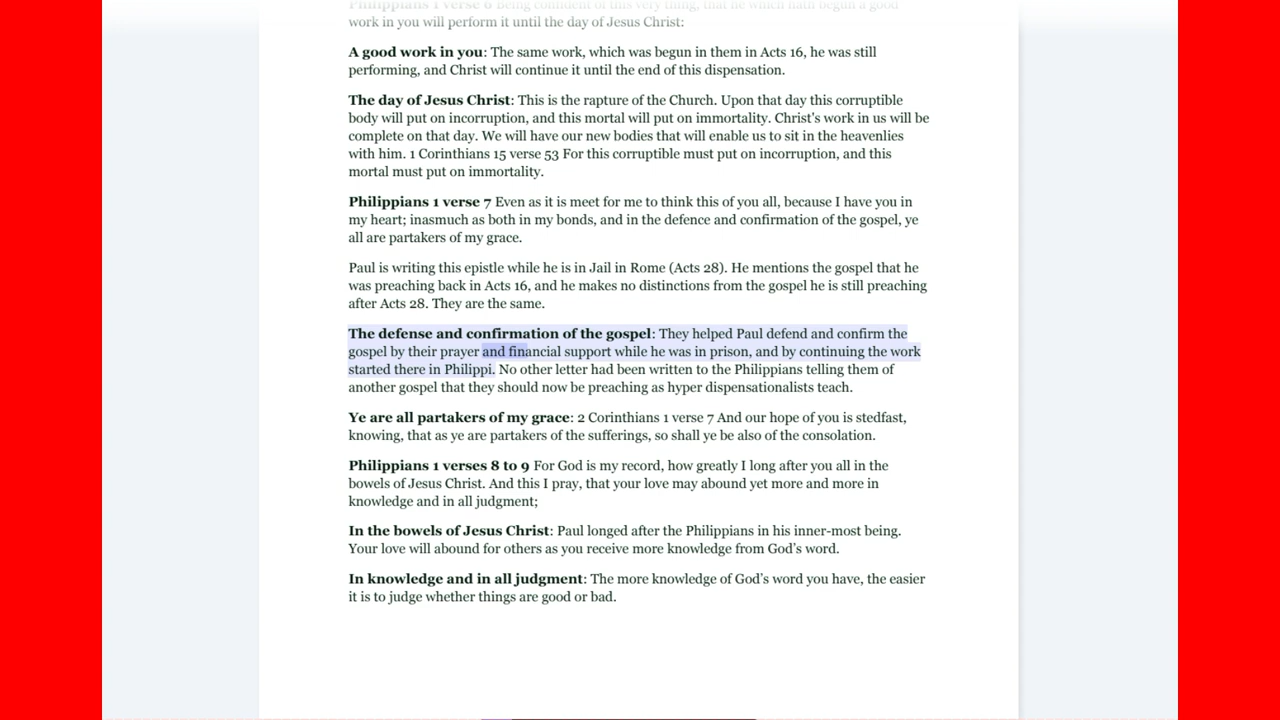 Philippians 1 verse 6 Being confident of this very thing, that he which hath begun a good
work in you will perform it until the day of Jesus Christ:
A good work in you: The same work, which was begun in them in Acts 16, he was still
performing, and Christ will continue it until the end of this dispensation.
The day of Jesus Christ: This is the rapture of the Church. Upon that day this corruptible
body will put on incorruption, and this mortal will put on immortality. Christ's work in us will be
complete on that day. We will have our new bodies that will enable us to sit in the heavenlies
with him. 1 Corinthians 15 verse 53 For this corruptible must put on incorruption, and this
mortal must put on immortality.
Philippians 1 verse 7 Even as it is meet for me to think this of you all, because I have you in
my heart; inasmuch as both in my bonds, and in the defence and confirmation of the gospel, ye
all are partakers of my grace.
Paul is writing this epistle while he is in Jail in Rome (Acts 28). He mentions the gospel that he
was preaching back in Acts 16, and he makes no distinctions from the gospel he is still preaching
after Acts 28. They are the same.
The defense and confirmation of the gospel: They helped Paul defend and confirm the
gospel by their prayer and financial support while he was in prison, and by continuing the work
started there in Philippi. No other letter had been written to the Philippians telling them of
another gospel that they should now be preaching as hyper dispensationalists teach.
Ye are all partakers of my grace: 2 Corinthians 1 verse 7 And our hope of you is stedfast,
knowing, that as ye are partakers of the sufferings, so shall ye be also of the consolation.
Philippians 1 verses 8 to 9 For God is my record, how greatly I long after you all in the
bowels of Jesus Christ. And this I pray, that your love may abound yet more and more in
knowledge and in all judgment;
In the bowels of Jesus Christ: Paul longed after the Philippians in his inner-most being.
Your love will abound for others as you receive more knowledge from God's word.
In knowledge and in all judgment: The more knowledge of God's word you have, the easier
it is to judge whether things are good or bad.